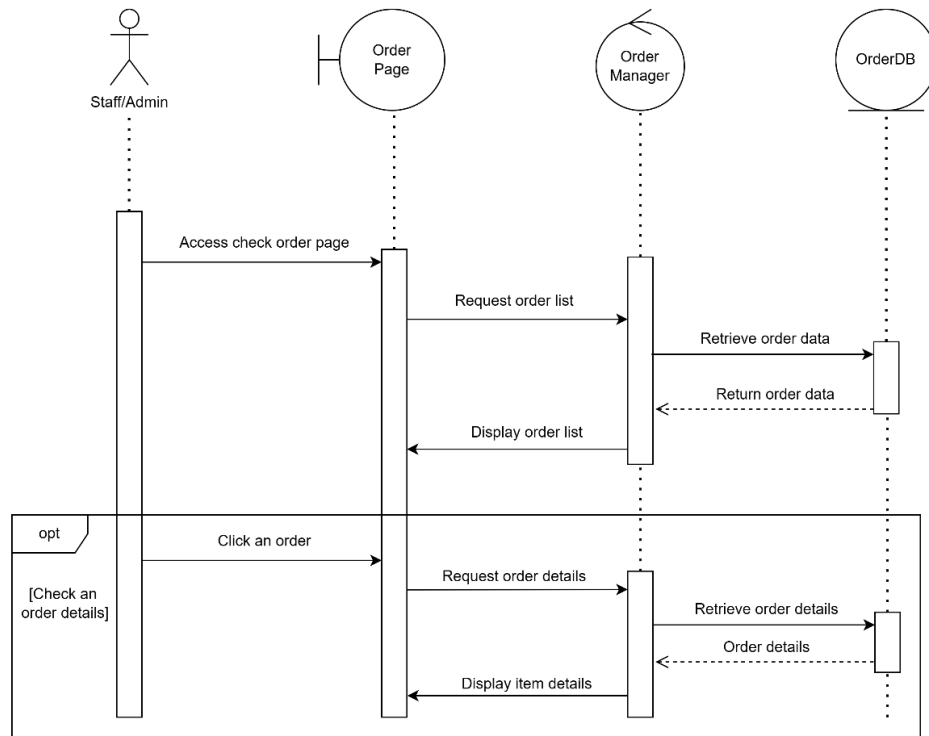 Order
Page
Order
Manager
OrderDB
Staff/Admin
Access check order page
Request order list
Retrieve order data
Return order data
Display order list
opt
Click an order
[Check an
order details]
Request order details
Retrieve order details
Order details
Display item details